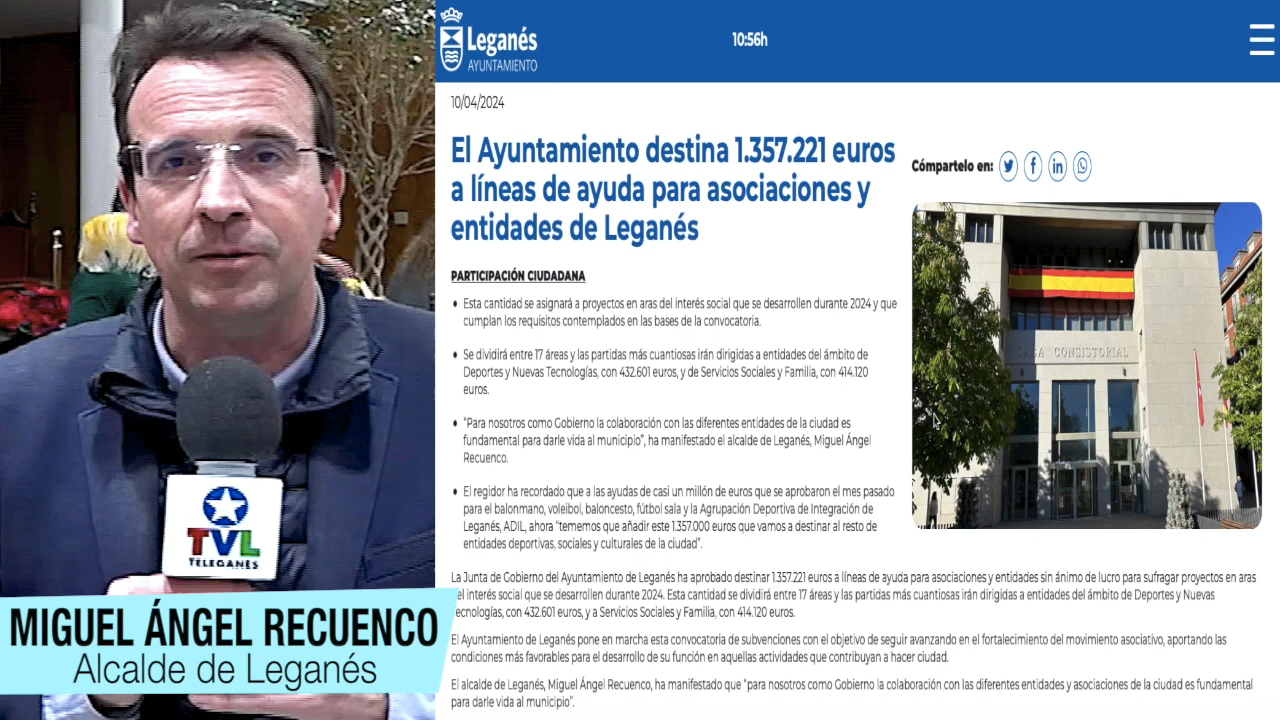 Leganés
AYUNTAMIENTO
10:56h
10/04/2024
El Ayuntamiento destina 1.357.221 euros
a líneas de ayuda para asociaciones y
entidades de Leganés
Cómpartelo en:
PARTICIPACIÓN CIUDADANA
Esta cantidad se asignará a proyectos en aras del interés social que se desarrollen durante 2024 y que
cumplan los requisitos contemplados en las bases de la convocatoria.
Se dividirá entre 17 áreas y las partidas más cuantiosas irán dirigidas a entidades del ámbito de
Deportes y Nuevas Tecnologías, con 432.601 euros, y de Servicios Sociales y Familia, con 414.120
euros.
"Para nosotros como Gobierno la colaboración con las diferentes entidades de la ciudad es
fundamental para darle vida al municipio", ha manifestado el alcalde de Leganés, Miguel Ángel
Recuenco.
El regidor ha recordado que a las ayudas de casi un millón de euros que se aprobaron el mes pasado
para el balonmano, voleibol, baloncesto, fútbol sala y la Agrupación Deportiva de Integración de
Leganés, ADIL, ahora "tememos que añadir este 1.357.000 euros que vamos a destinar al resto de
entidades deportivas, sociales y culturales de la ciudad".
CASA CONSISTORIAL
La Junta de Gobierno del Ayuntamiento de Leganés ha aprobado destinar 1.357.221 euros a líneas de ayuda para asociaciones y entidades sin ánimo de lucro para sufragar proyectos en aras
el interés social que se desarrollen durante 2024. Esta cantidad se dividirá entre 17 áreas y las partidas más cuantiosas irán dirigidas a entidades del ámbito de Deportes y Nuevas
ecnologías, con 432.601 euros, y a Servicios Sociales y Familia, con 414.120 euros.
El Ayuntamiento de Leganés pone en marcha esta convocatoria de subvenciones con el objetivo de seguir avanzando en el fortalecimiento del movimiento asociativo, aportando las
condiciones más favorables para el desarrollo de su función en aquellas actividades que contribuyan a hacer ciudad.
El alcalde de Leganés, Miguel Ángel Recuenco, ha manifestado que "para nosotros como Gobierno la colaboración con las diferentes entidades y asociaciones de la ciudad es fundamental
para darle vida al municipio".
TVL
TELEGANÉS
MIGUEL ÁNGEL RECUENCO
Alcalde de Leganés